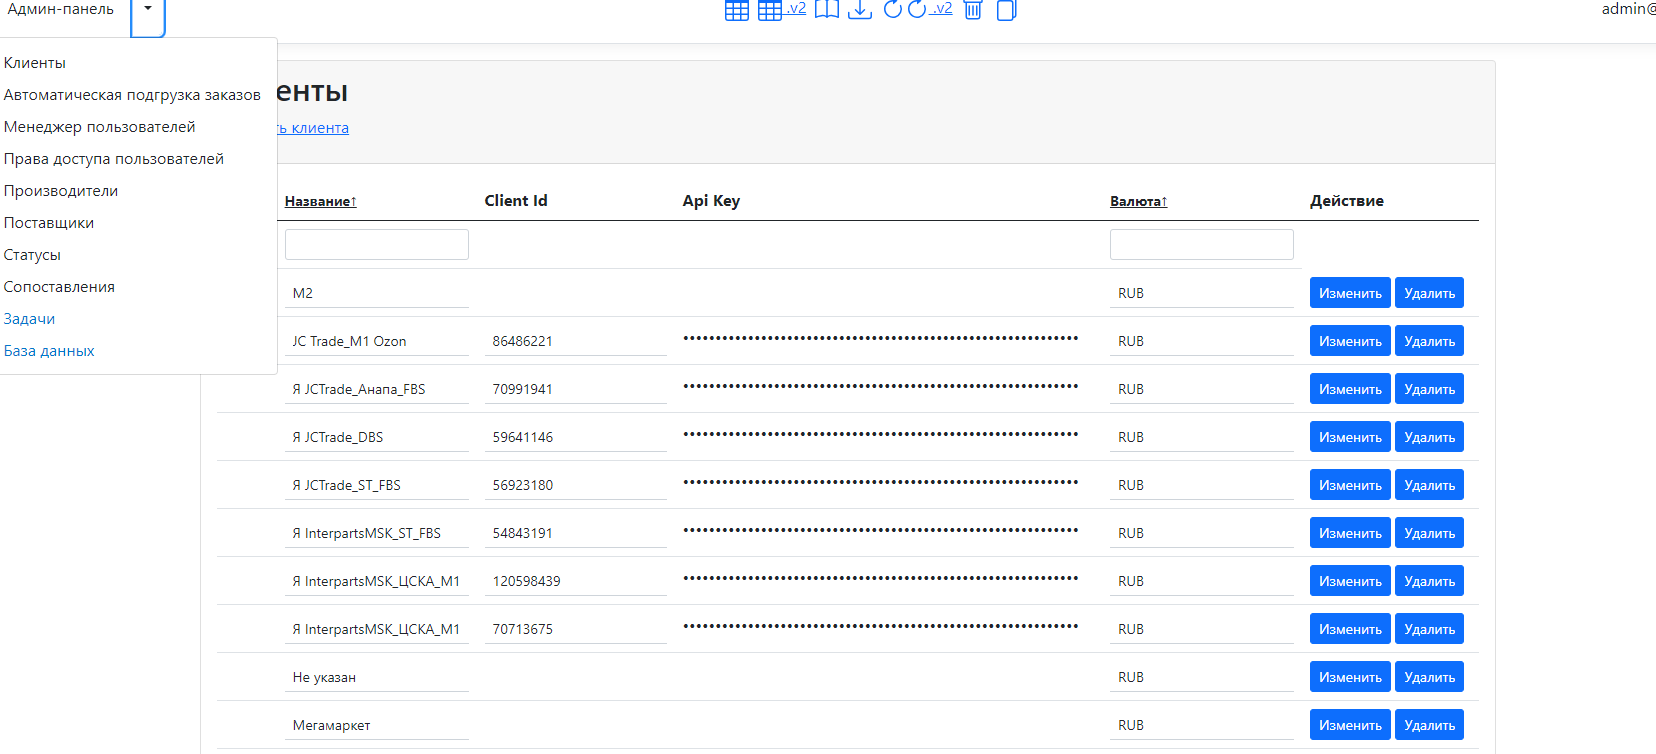 Админ-панель
.v2
.v2
admin@
Клиенты
Автоматическая подгрузка заказов
Менеджер пользователей
Права доступа пользователей
Производители
Поставщики
Статусы
Сопоставления
Задачи
База данных
енты
ть клиента
Название↑ Client Id Api Key Валюта↑ Действие
М2 RUB Изменить Удалить
JC Trade_M1 Ozon 86486221 RUB Изменить Удалить
Я JCTrade_Анапа_FBS 70991941 RUB Изменить Удалить
Я JCTrade_DBS 59641146 RUB Изменить Удалить
Я JCTrade_ST_FBS 56923180 RUB Изменить Удалить
Я InterpartsMSK_ST_FBS 54843191 RUB Изменить Удалить
Я InterpartsMSK_ЦСКА_М1 120598439 RUB Изменить Удалить
Я InterpartsMSK_ЦСКА_М1 70713675 RUB Изменить Удалить
Не указан RUB Изменить Удалить
Мегамаркет RUB Изменить Удалить